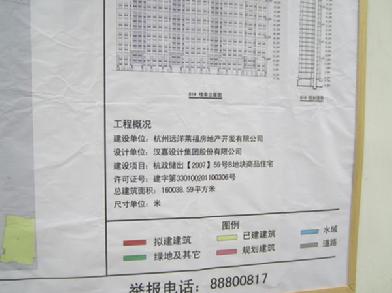 工程概况
建设单位：杭州远洋莱福房地产开发有限公司
设计单位：汉嘉设计集团股份有限公司
建设项目：杭政储出【2007】56号B地块商品住宅
许可证号：建字第330100201100306号
总建筑面积：160038.59平方米
尺寸单位：米
图例
拟建建筑 已建建筑 水域
绿地及其它 规划建筑 道路
举报电话：88800817